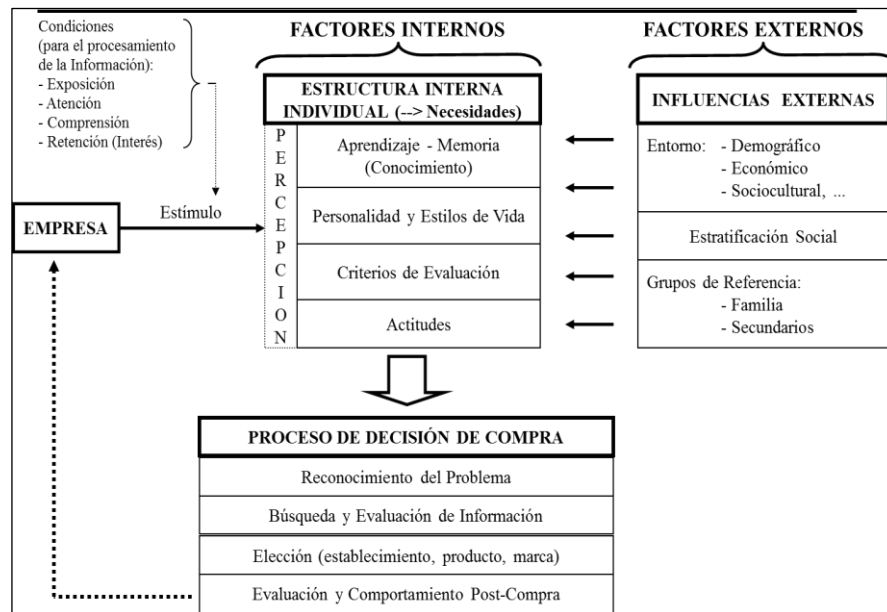 Condiciones
(para el procesamiento
de la Información):
- Exposición
- Atención
- Comprensión
- Retención (Interés)
EMPRESA
Estímulo
FACTORES INTERNOS
ESTRUCTURA INTERNA
INDIVIDUAL (--> Necesidades)
PERCEPCION
Aprendizaje - Memoria
(Conocimiento)
Personalidad y Estilos de Vida
Criterios de Evaluación
Actitudes
FACTORES EXTERNOS
INFLUENCIAS EXTERNAS
Entorno: - Demográfico
- Económico
- Sociocultural, ...
Estratificación Social
Grupos de Referencia:
- Familia
- Secundarios
PROCESO DE DECISIÓN DE COMPRA
Reconocimiento del Problema
Búsqueda y Evaluación de Información
Elección (establecimiento, producto, marca)
Evaluación y Comportamiento Post-Compra